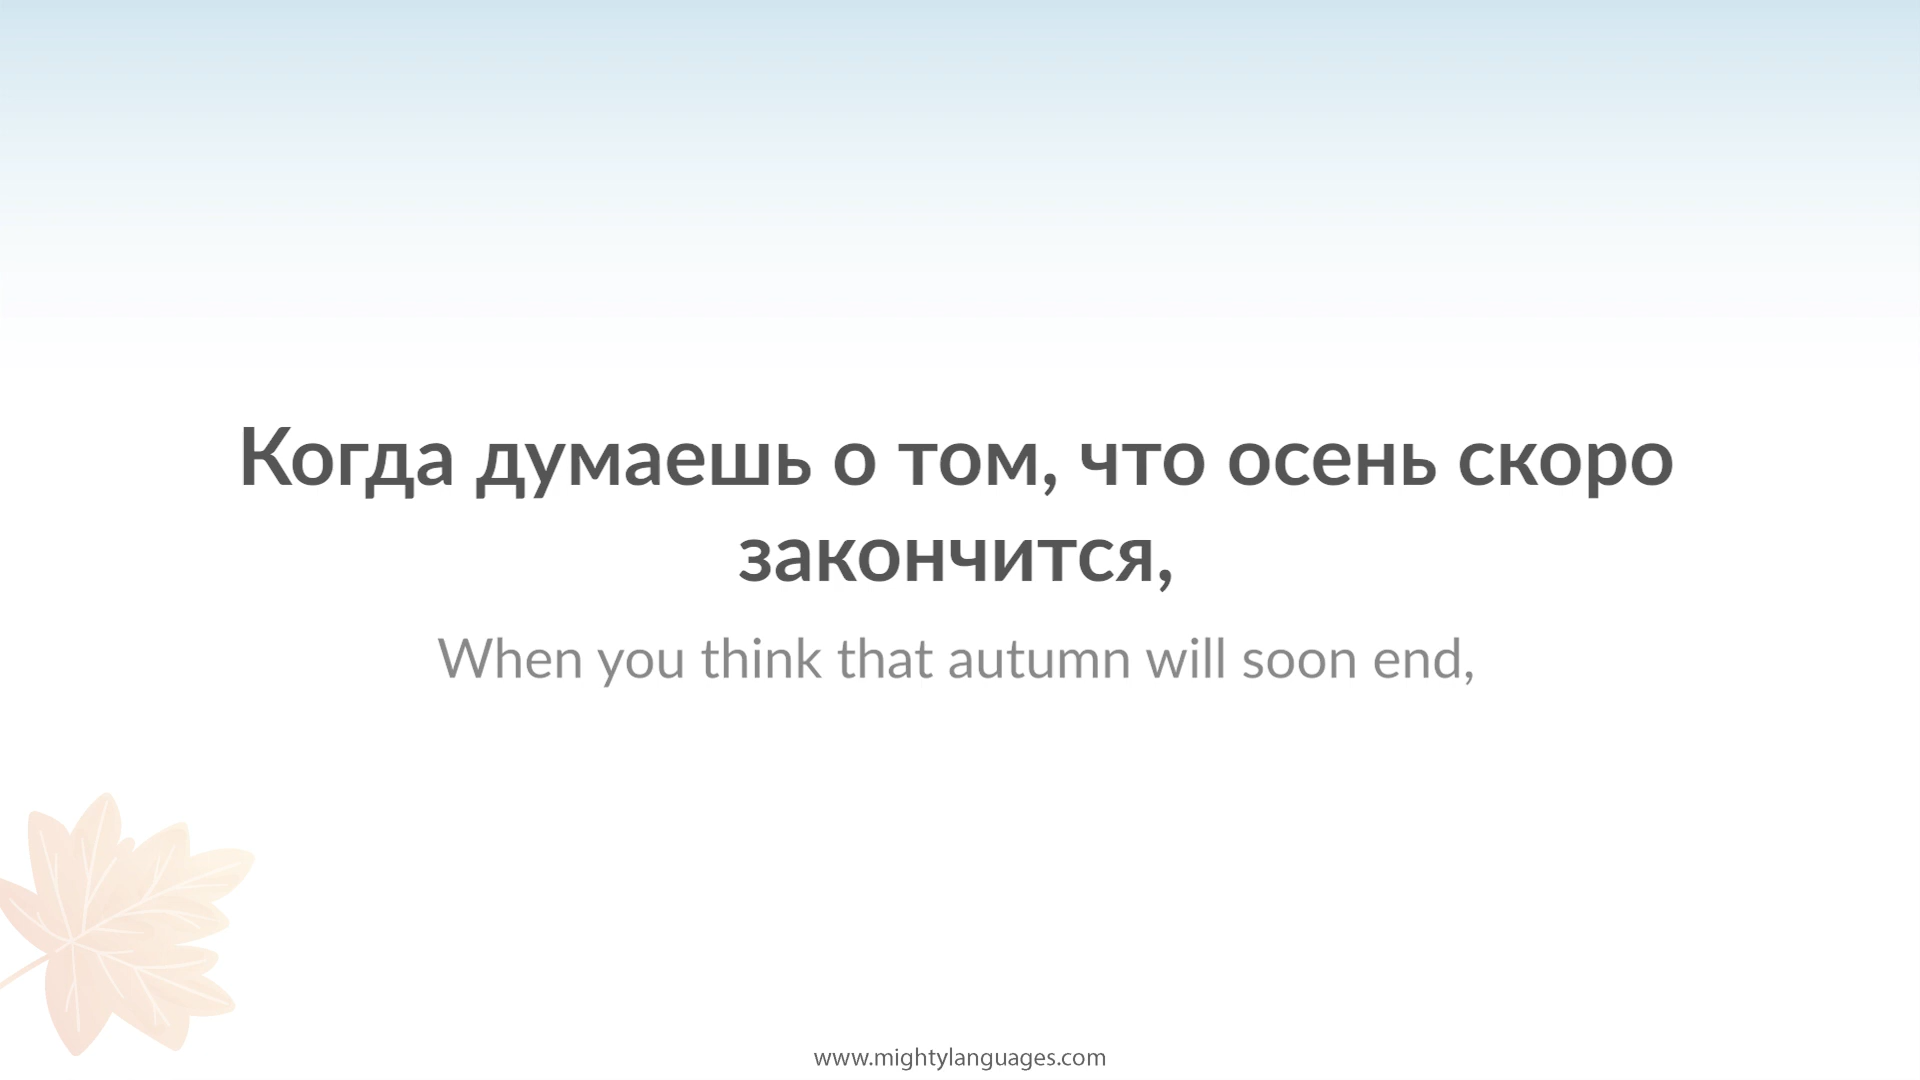 Когда думаешь о том, что осень скоро
закончится,
When you think that autumn will soon end,
www.mightylanguages.com